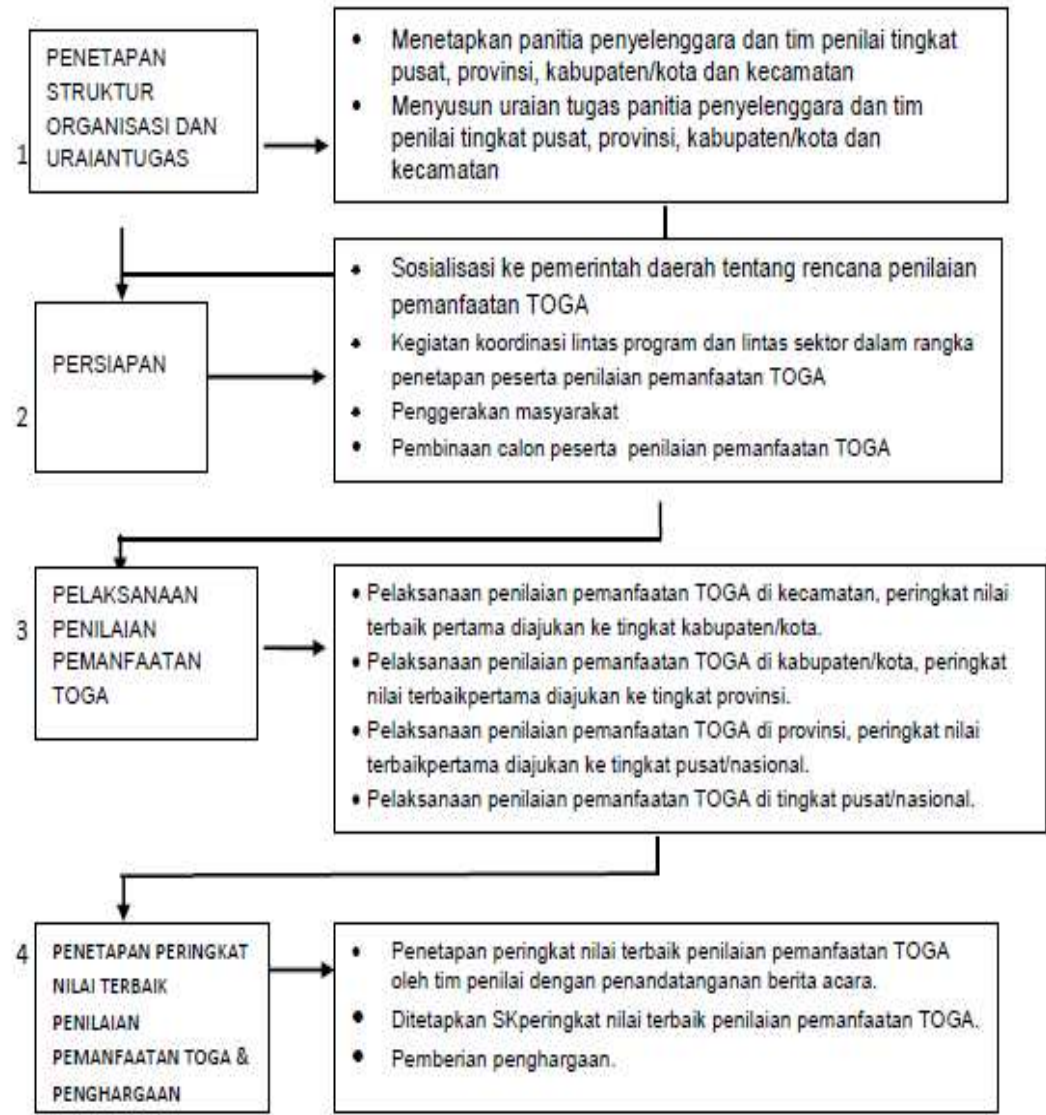 1
PENETAPAN
STRUKTUR
ORGANISASI DAN
URAIANTUGAS
• Menetapkan panitia penyelenggara dan tim penilai tingkat
pusat, provinsi, kabupaten/kota dan kecamatan
• Menyusun uraian tugas panitia penyelenggara dan tim
penilai tingkat pusat, provinsi, kabupaten/kota dan
kecamatan
2
PERSIAPAN
• Sosialisasi ke pemerintah daerah tentang rencana penilaian
pemanfaatan TOGA
• Kegiatan koordinasi lintas program dan lintas sektor dalam rangka
penetapan peserta penilaian pemanfaatan TOGA
• Penggerakan masyarakat
• Pembinaan calon peserta penilaian pemanfaatan TOGA
3
PELAKSANAAN
PENILAIAN
PEMANFAATAN
TOGA
• Pelaksanaan penilaian pemanfaatan TOGA di kecamatan, peringkat nilai
terbaik pertama diajukan ke tingkat kabupaten/kota.
• Pelaksanaan penilaian pemanfaatan TOGA di kabupaten/kota, peringkat
nilai terbaikpertama diajukan ke tingkat provinsi.
• Pelaksanaan penilaian pemanfaatan TOGA di provinsi, peringkat nilai
terbaikpertama diajukan ke tingkat pusat/nasional.
• Pelaksanaan penilaian pemanfaatan TOGA di tingkat pusat/nasional.
4
PENETAPAN PERINGKAT
NILAI TERBAIK
PENILAIAN
PEMANFAATAN TOGA &
PENGHARGAAN
• Penetapan peringkat nilai terbaik penilaian pemanfaatan TOGA
oleh tim penilai dengan penandatanganan berita acara.
• Ditetapkan SKperingkat nilai terbaik penilaian pemanfaatan TOGA.
• Pemberian penghargaan.